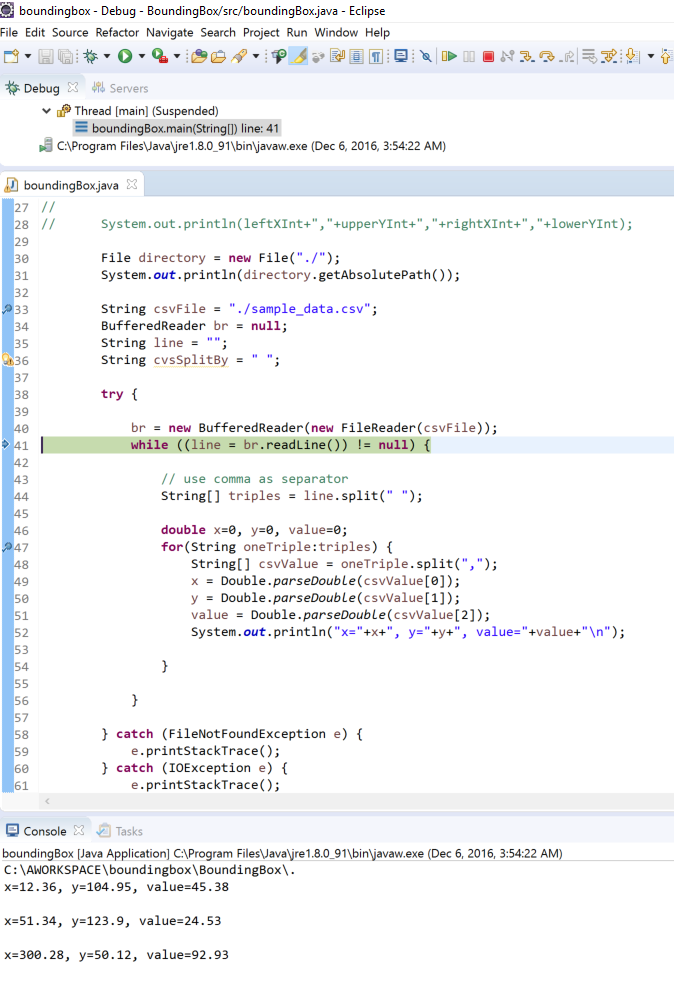 boundingbox - Debug - BoundingBox/src/boundingBox.java - Eclipse
File Edit Source Refactor Navigate Search Project Run Window Help
Debug Servers
Thread [main] (Suspended)
boundingBox.main(String[]) line: 41
C:\Program Files\Java\jre1.8.0_91\bin\javaw.exe (Dec 6, 2016, 3:54:22 AM)
boundingBox.java
27 //
28 // System.out.println(leftXInt+","+upperYInt+","+rightXInt+","+lowerYInt);
29
30 File directory = new File("./");
31 System.out.println(directory.getAbsolutePath());
32
33 String csvFile = "./sample_data.csv";
34 BufferedReader br = null;
35 String line = "";
36 String cvsSplitBy = " ";
37
38 try {
39
40 br = new BufferedReader(new FileReader(csvFile));
41 while ((line = br.readLine()) != null) {
42
43 // use comma as separator
44 String[] triples = line.split(" ");
45
46 double x=0, y=0, value=0;
47 for(String oneTriple:triples) {
48 String[] csvValue = oneTriple.split(",");
49 x = Double.parseDouble(csvValue[0]);
50 y = Double.parseDouble(csvValue[1]);
51 value = Double.parseDouble(csvValue[2]);
52 System.out.println("x="+x+", y="+y+", value="+value+"\n");
53
54 }
55
56 }
57
58 } catch (FileNotFoundException e) {
59 e.printStackTrace();
60 } catch (IOException e) {
61 e.printStackTrace();
Console Tasks
boundingBox [Java Application] C:\Program Files\Java\jre1.8.0_91\bin\javaw.exe (Dec 6, 2016, 3:54:22 AM)
C:\AWORKSPACE\boundingbox\BoundingBox\.
x=12.36, y=104.95, value=45.38
x=51.34, y=123.9, value=24.53
x=300.28, y=50.12, value=92.93